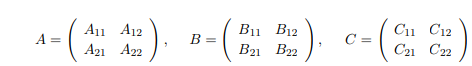 A = ( A₁₁ A₁₂ ), B = ( B₁₁ B₁₂ ), C = ( C₁₁ C₁₂ )
A₂₁ A₂₂ B₂₁ B₂₂ C₂₁ C₂₂